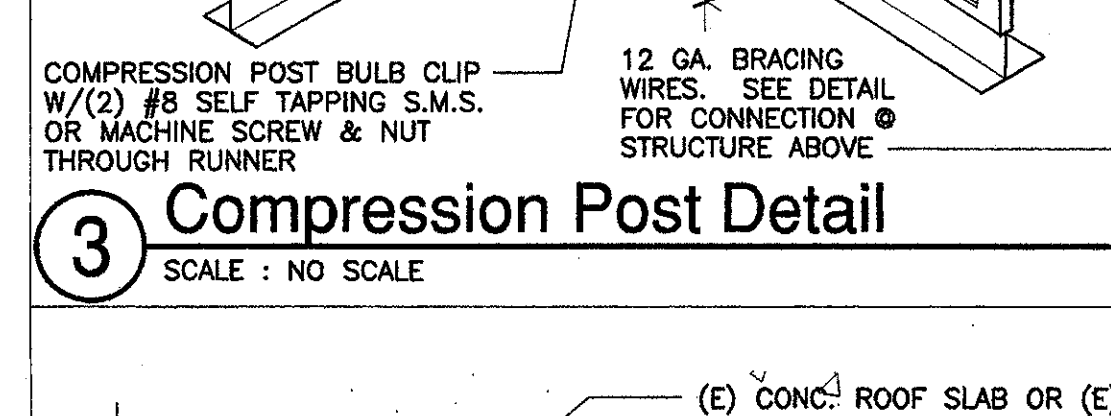 COMPRESSION POST BULB CLIP
W/(2) #8 SELF TAPPING S.M.S.
OR MACHINE SCREW & NUT
THROUGH RUNNER
12 GA. BRACING
WIRES. SEE DETAIL
FOR CONNECTION @
STRUCTURE ABOVE
3 Compression Post Detail
SCALE : NO SCALE
(E) CONC. ROOF SLAB OR (E)